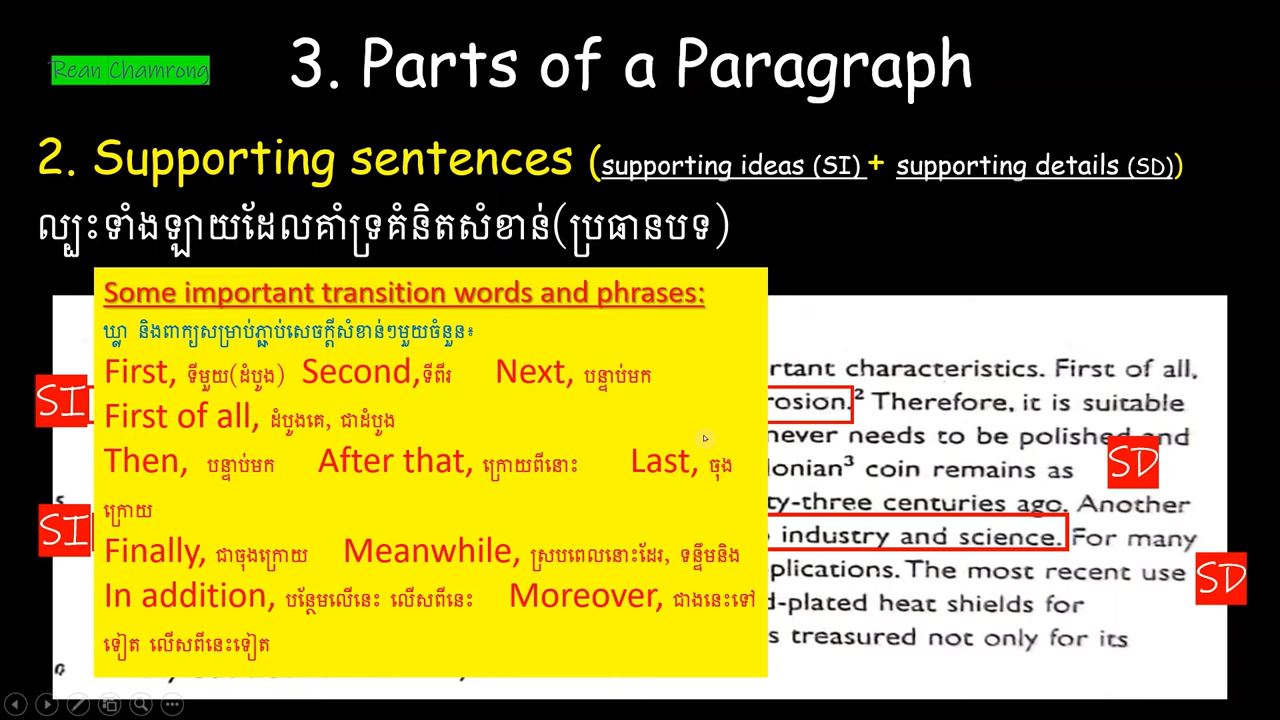 Rean Chamrong
3. Parts of a Paragraph
2. Supporting sentences (supporting ideas (SI) + supporting details (SD))
ល្បះទាំងឡាយដែលគាំទ្រគំនិតសំខាន់(ប្រធានបទ)
Some important transition words and phrases:
ឃ្លា និងពាក្យសម្រាប់ភ្ជាប់សេចក្តីសំខាន់ៗមួយចំនួន៖
First, ទីមួយ(ដំបូង) Second,ទីពីរ Next, បន្ទាប់មក
First of all, ដំបូងគេ, ជាដំបូង
Then, បន្ទាប់មក After that, ក្រោយពីនោះ Last, ចុង
ក្រោយ
Finally, ជាចុងក្រោយ Meanwhile, ស្របពេលនោះដែរ, ទន្ទឹមនិង
In addition, បន្ថែមលើនេះ លើសពីនេះ Moreover, ជាងនេះទៅ
ទៀត លើសពីនេះទៀត
SI
SI
rtant characteristics. First of all,
rosion.² Therefore, it is suitable
never needs to be polished and
donian³ coin remains as
SD
ty-three centuries ago. Another
industry and science. For many
plications. The most recent use
SD
d-plated heat shields for
s treasured not only for its